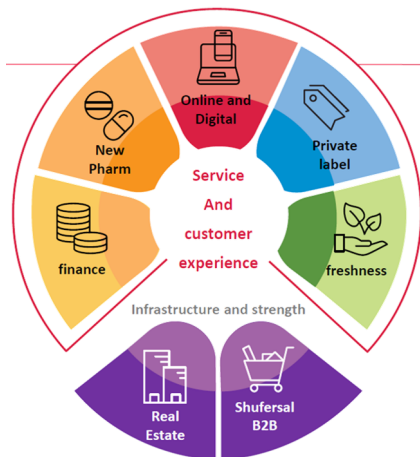 Online and
Digital
New
Pharm
Private
label
finance
freshness
Service
And
customer
experience
Infrastructure and strength
Real
Estate
Shufersal
B2B